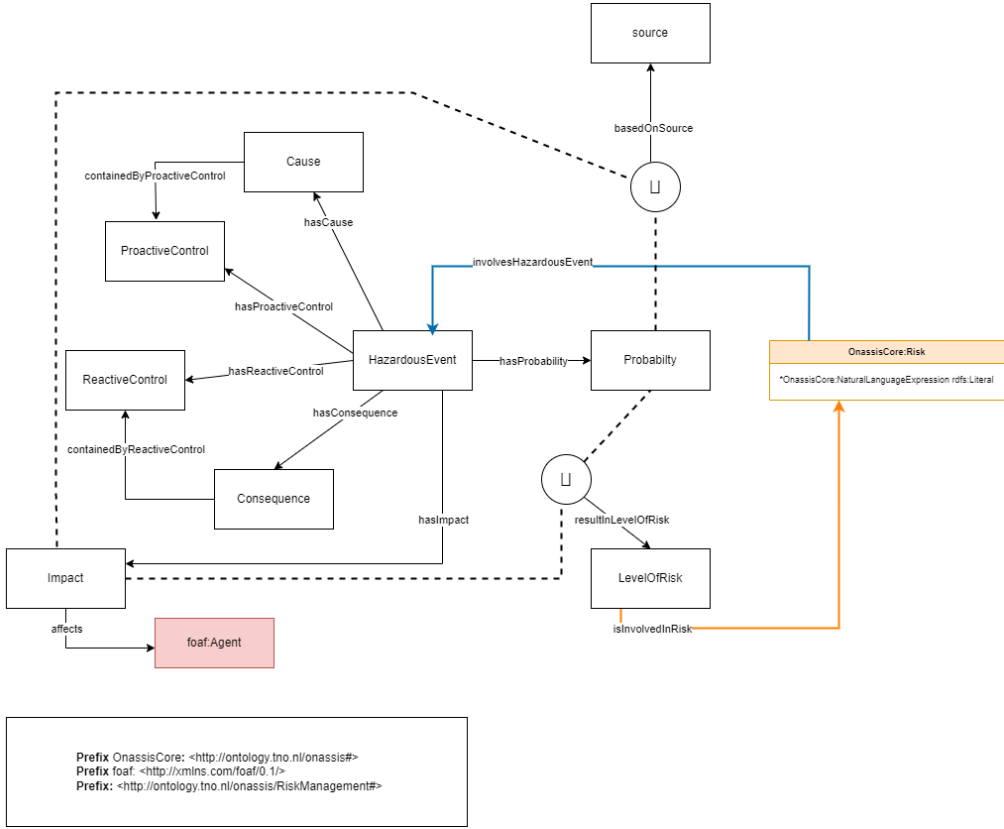 source
basedOnSource
⊔
Cause
containedByProactiveControl
hasCause
ProactiveControl
involvesHazardousEvent
hasProactiveControl
HazardousEvent
hasProbability
Probabilty
OnassisCore:Risk
*OnassisCore:NaturalLanguageExpression rdfs:Literal
hasReactiveControl
ReactiveControl
hasConsequence
containedByReactiveControl
⊔
Consequence
hasImpact
resultInLevelOfRisk
Impact
LevelOfRisk
affects
isInvolvedInRisk
foaf:Agent
Prefix OnassisCore: <http://ontology.tno.nl/onassis#>
Prefix foaf: <http://xmlns.com/foaf/0.1/>
Prefix: <http://ontology.tno.nl/onassis/RiskManagement#>